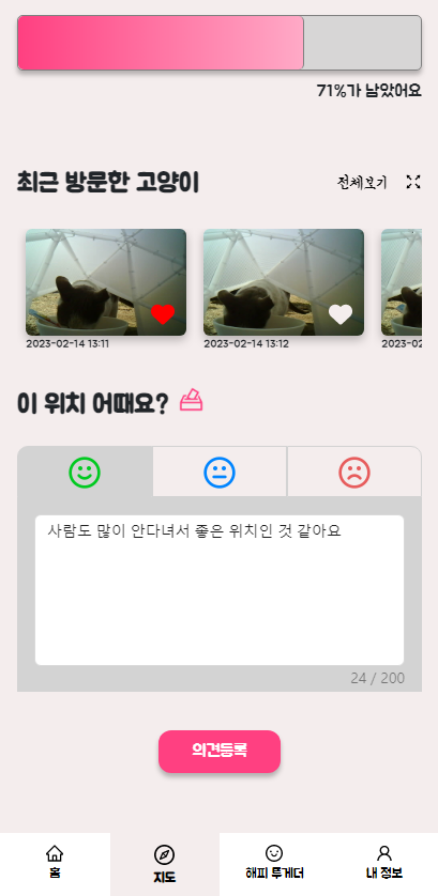 71%가 남았어요
최근 방문한 고양이
전체보기
2023-02-14 13:11
2023-02-14 13:12
2023-02
이 위치 어때요?
사람도 많이 안다녀서 좋은 위치인 것 같아요
24 / 200
의견등록
홈
지도
해피 투게더
내 정보